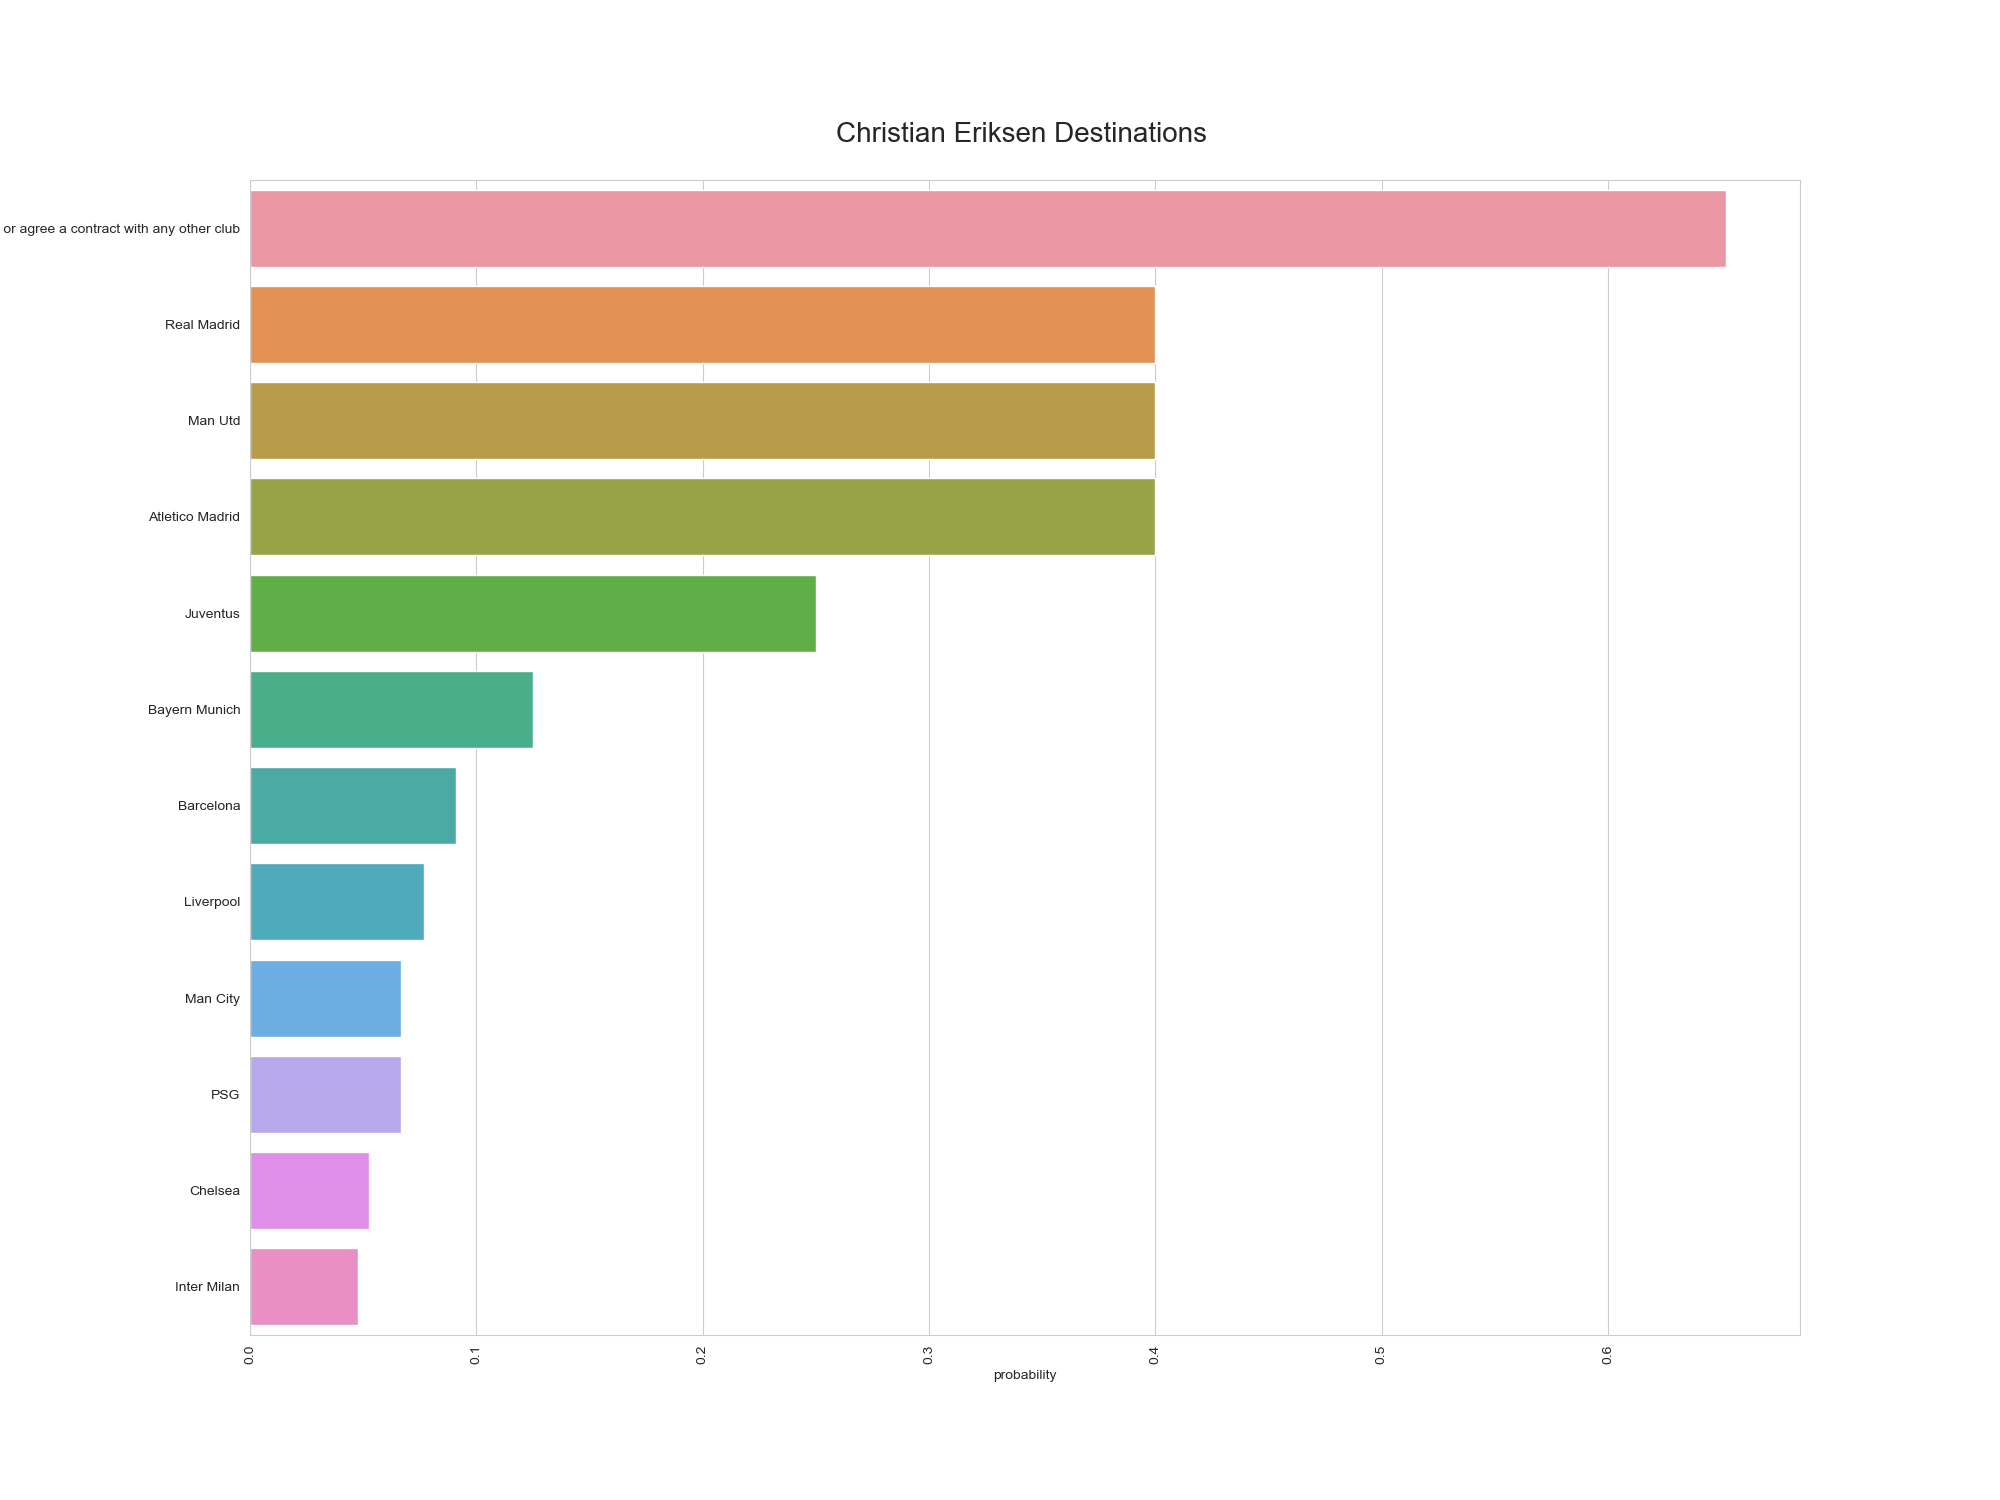 Christian Eriksen Destinations
or agree a contract with any other club
Real Madrid
Man Utd
Atletico Madrid
Juventus
Bayern Munich
Barcelona
Liverpool
Man City
PSG
Chelsea
Inter Milan
0.0 0.1 0.2 0.3 0.4 0.5 0.6
probability